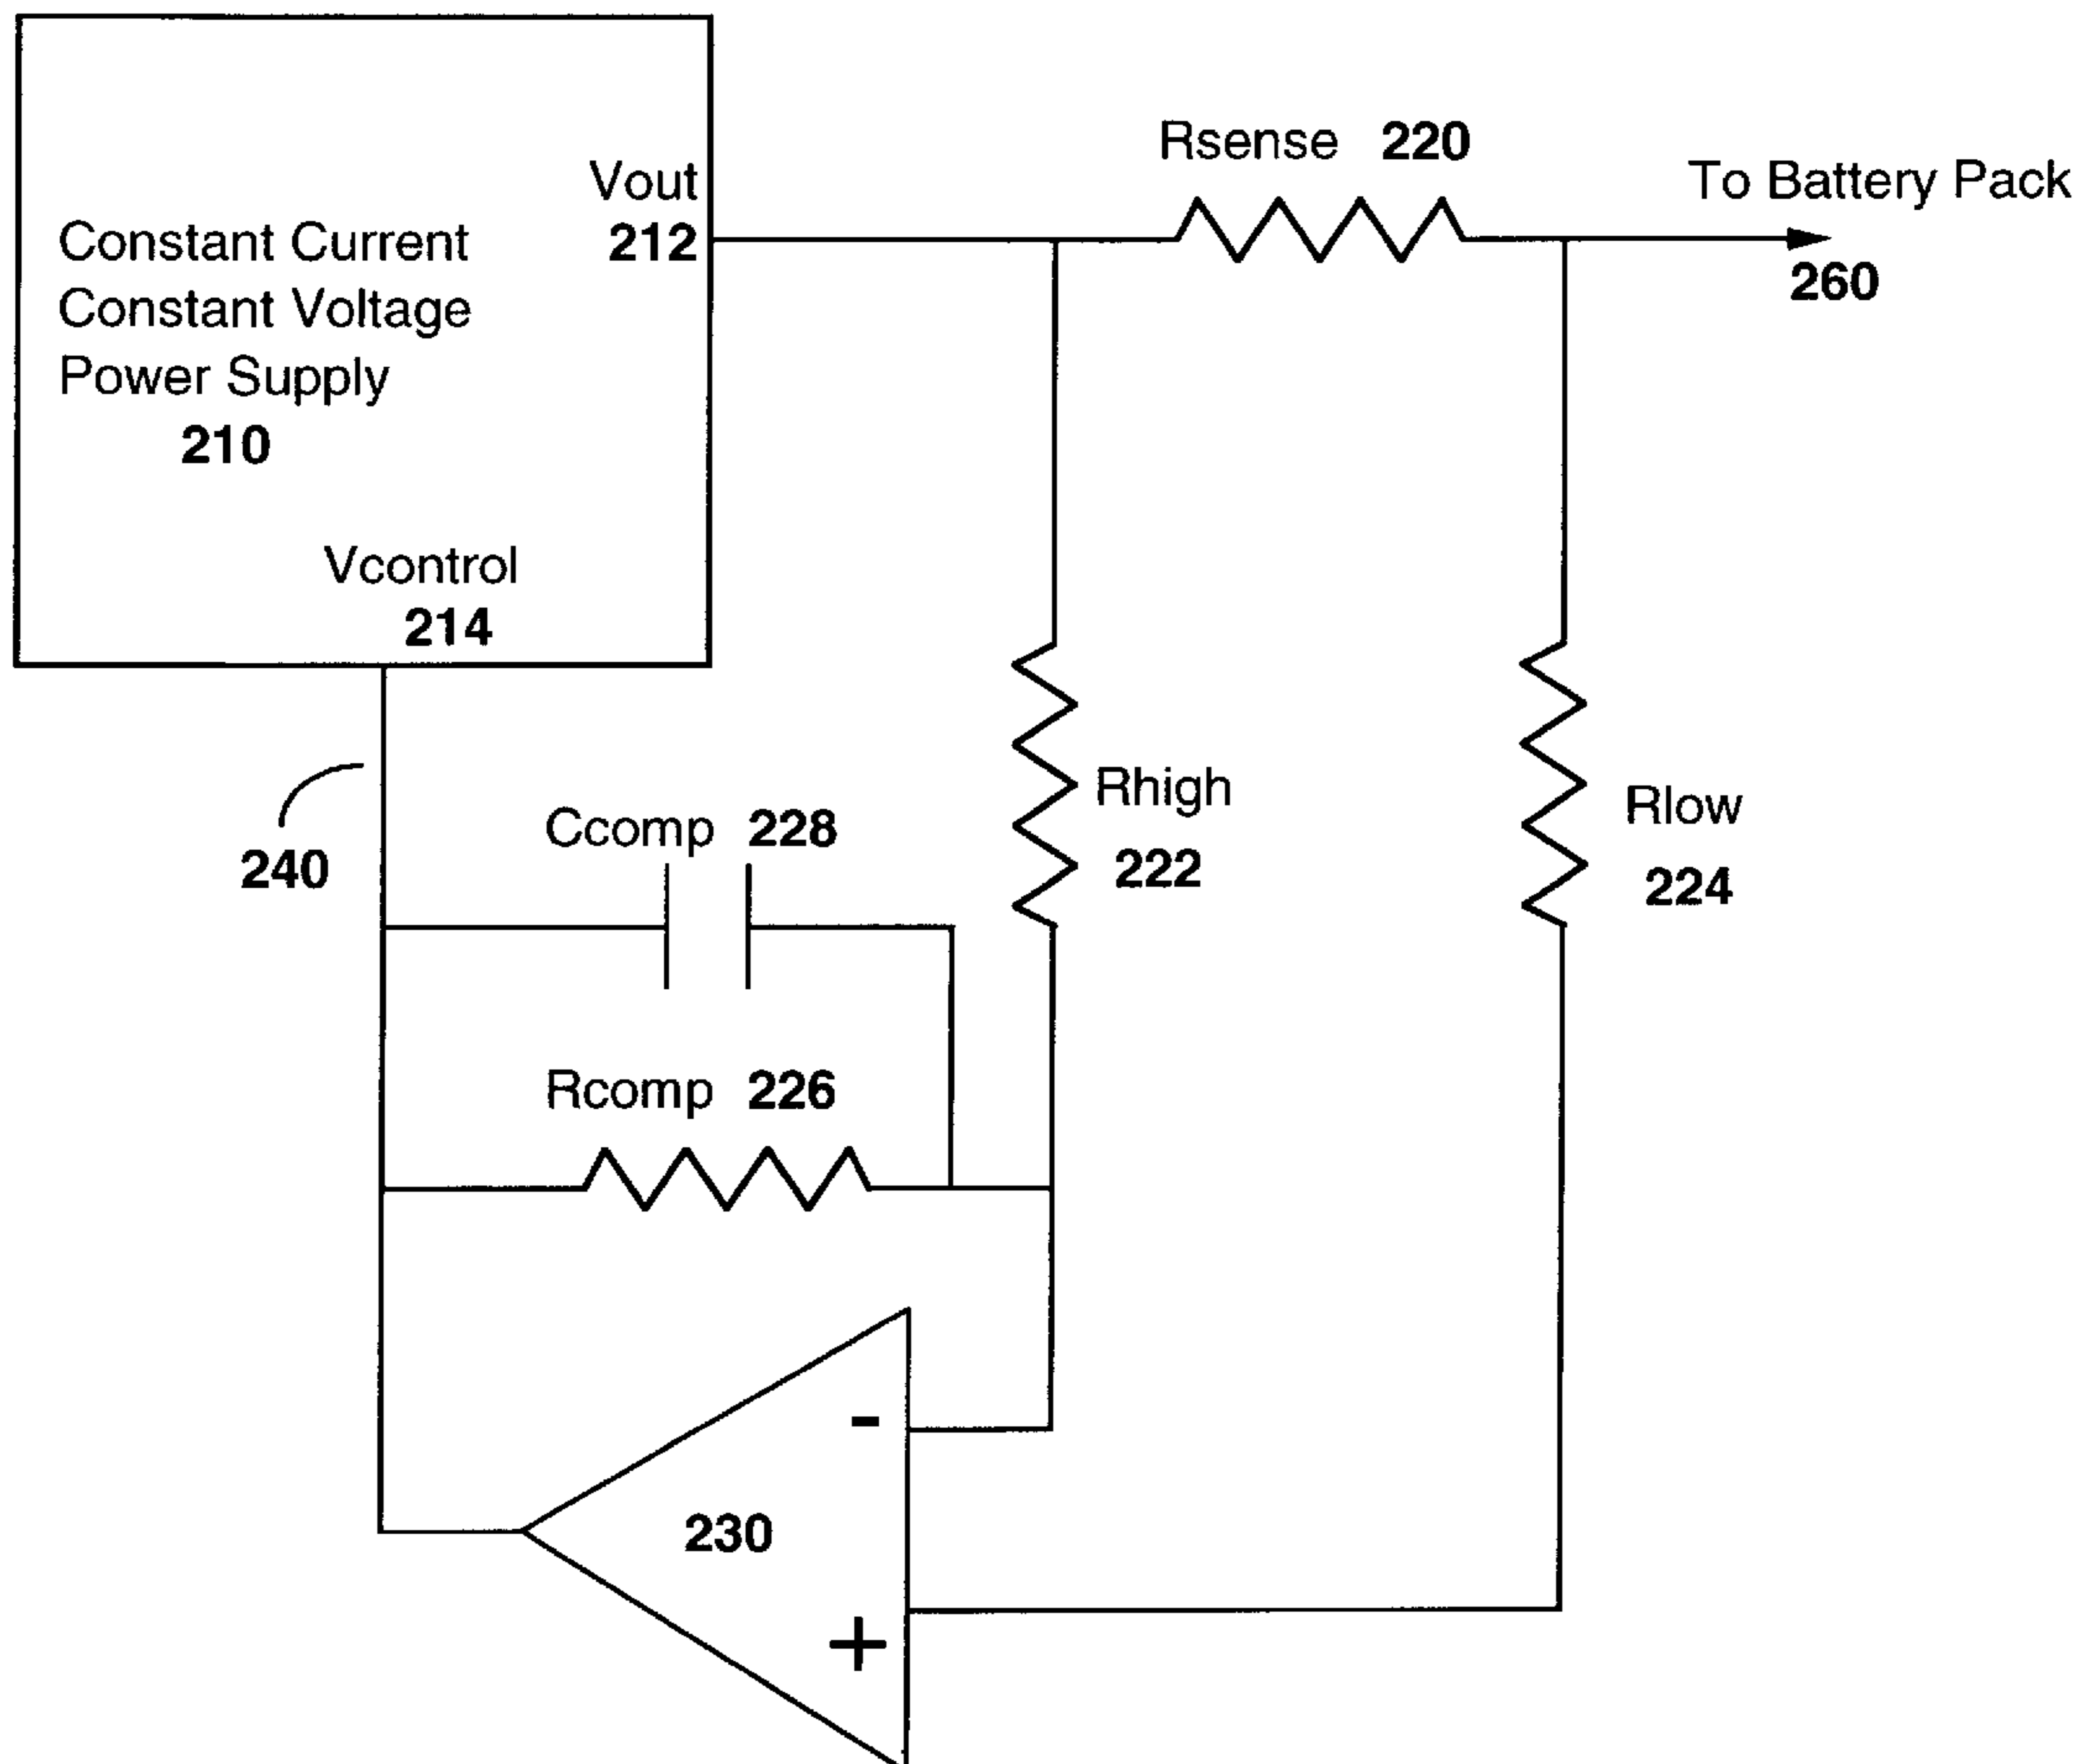 Rsense 220
Vout
212
To Battery Pack
260
Constant Current
Constant Voltage
Power Supply
210
Vcontrol
214
240
Ccomp 228
Rhigh
222
Rlow
224
Rcomp 226
-
230
+